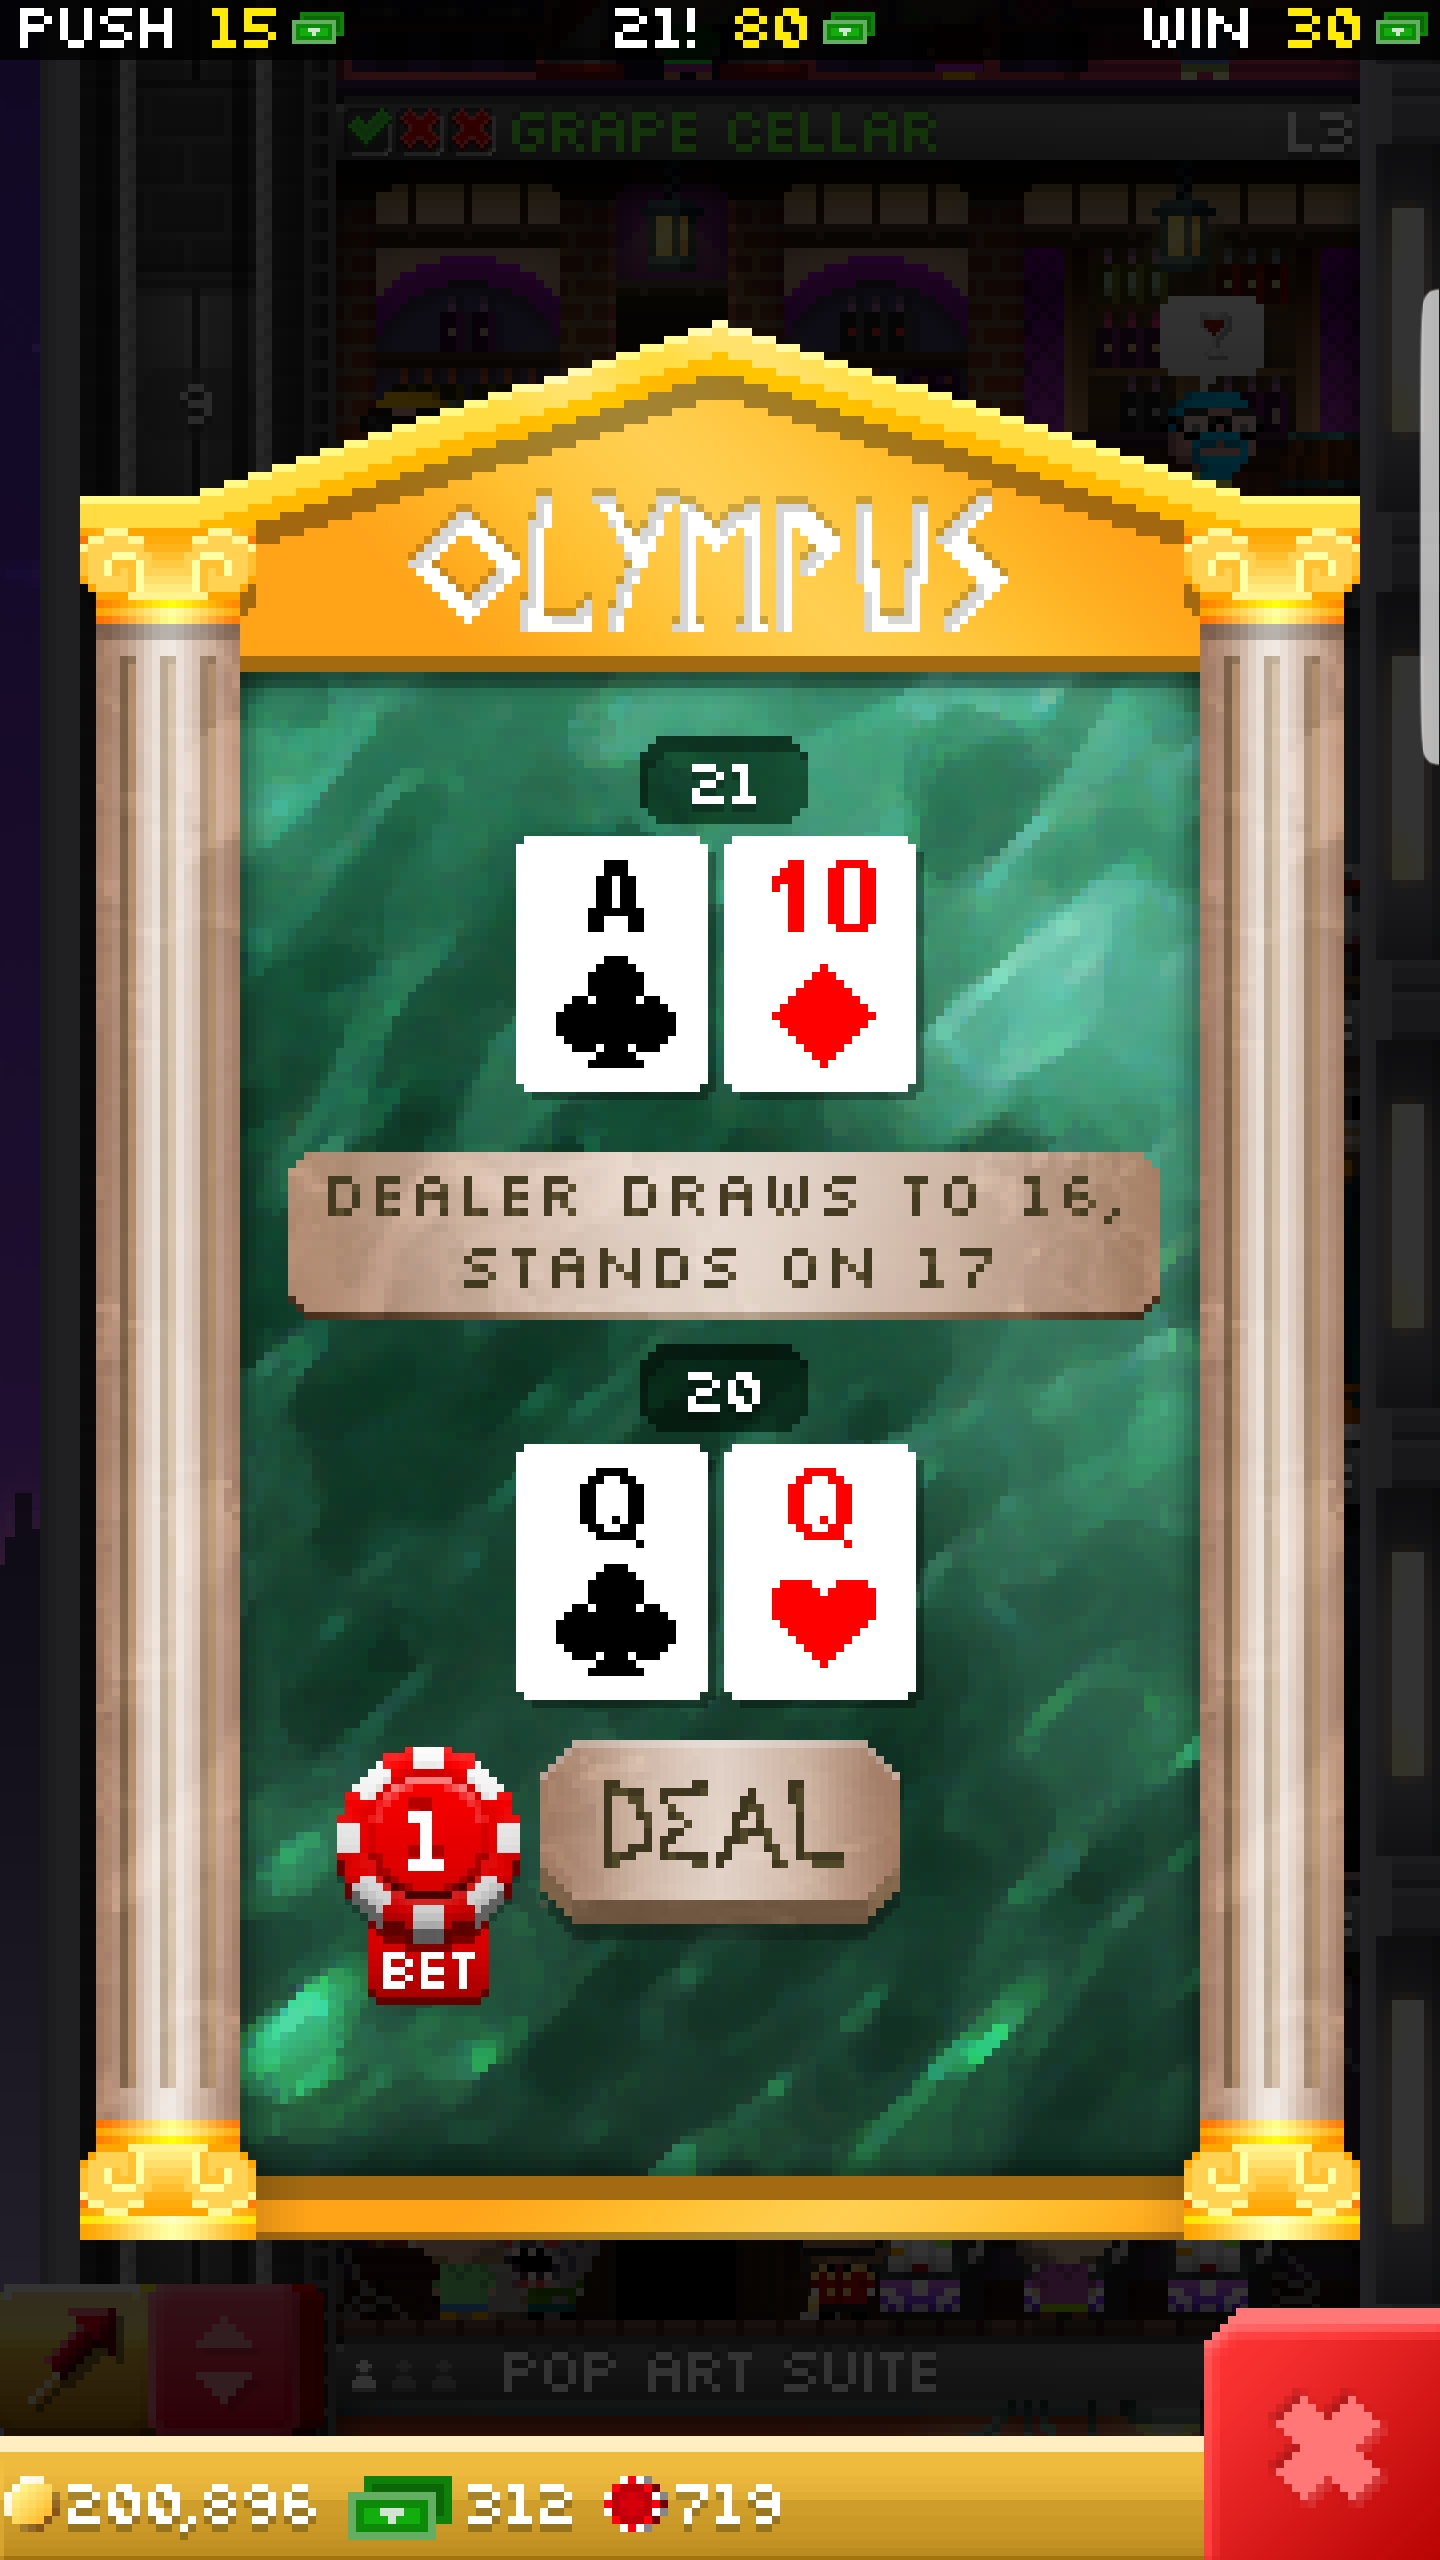 PUSH 15 21! 80 WIN 30
GRAPE CELLAR L3
9
OLYMPUS
21
A 10
DEALER DRAWS TO 16,
STANDS ON 17
20
Q Q
1
DEAL
BET
POP ART SUITE
200,896 312 719